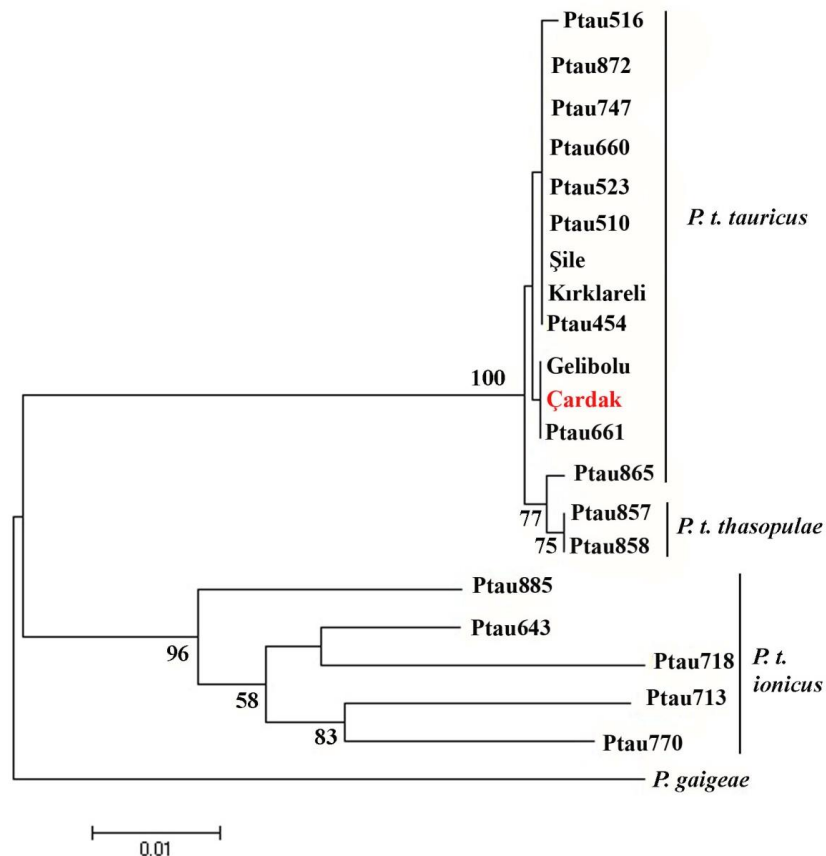 Ptau516
Ptau872
Ptau747
Ptau660
Ptau523
Ptau510
Şile
Kırklareli
Ptau454
Gelibolu
Çardak
Ptau661
Ptau865
Ptau857
Ptau858
P. t. tauricus
P. t. thasopulae
100
77
75
Ptau885
Ptau643
Ptau718
Ptau713
Ptau770
P. t.
ionicus
96
58
83
P. gaigeae
0.01